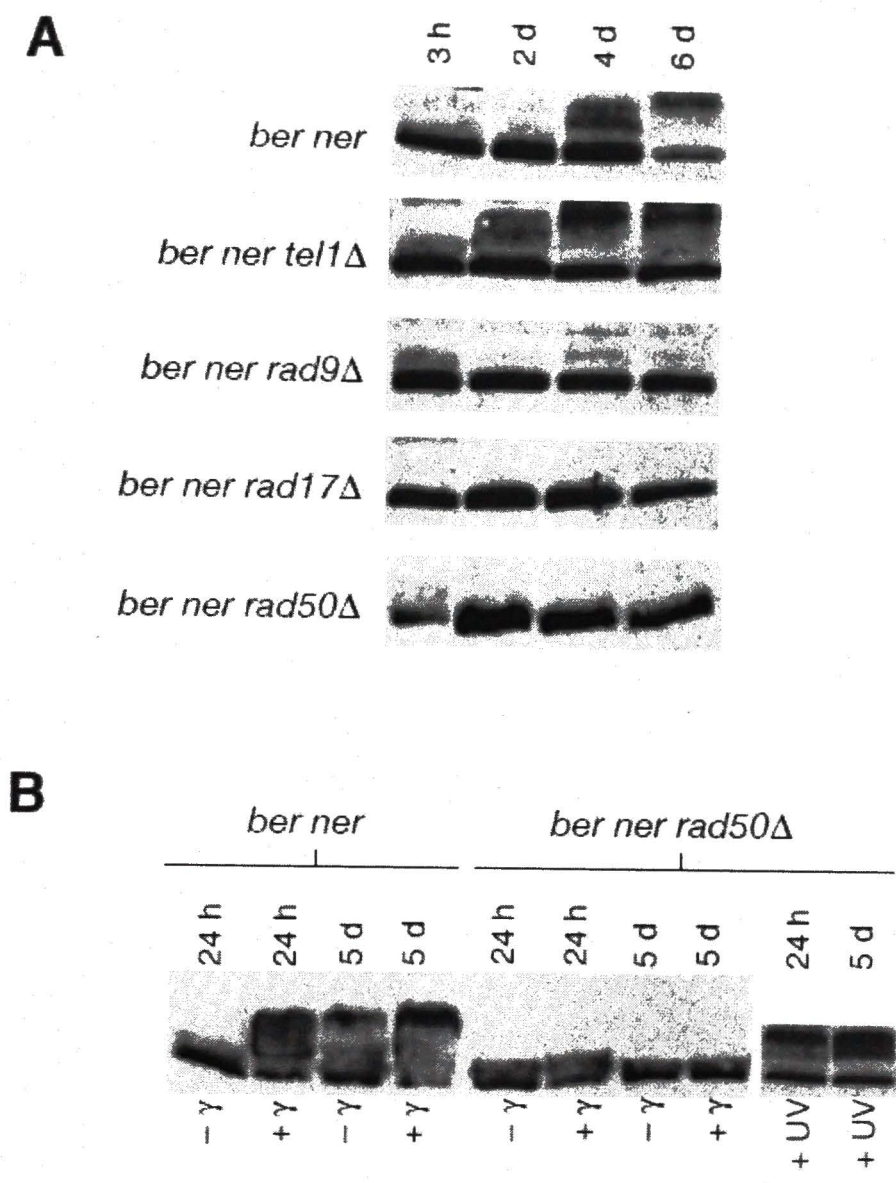 A
3 h 2 d 4 d 6 d
ber ner
ber ner tel1Δ
ber ner rad9Δ
ber ner rad17Δ
ber ner rad50Δ
B
ber ner ber ner rad50Δ
24 h 24 h 5 d 5 d 24 h 24 h 5 d 5 d 24 h 5 d
– γ + γ – γ + γ – γ + γ – γ + γ + UV + UV